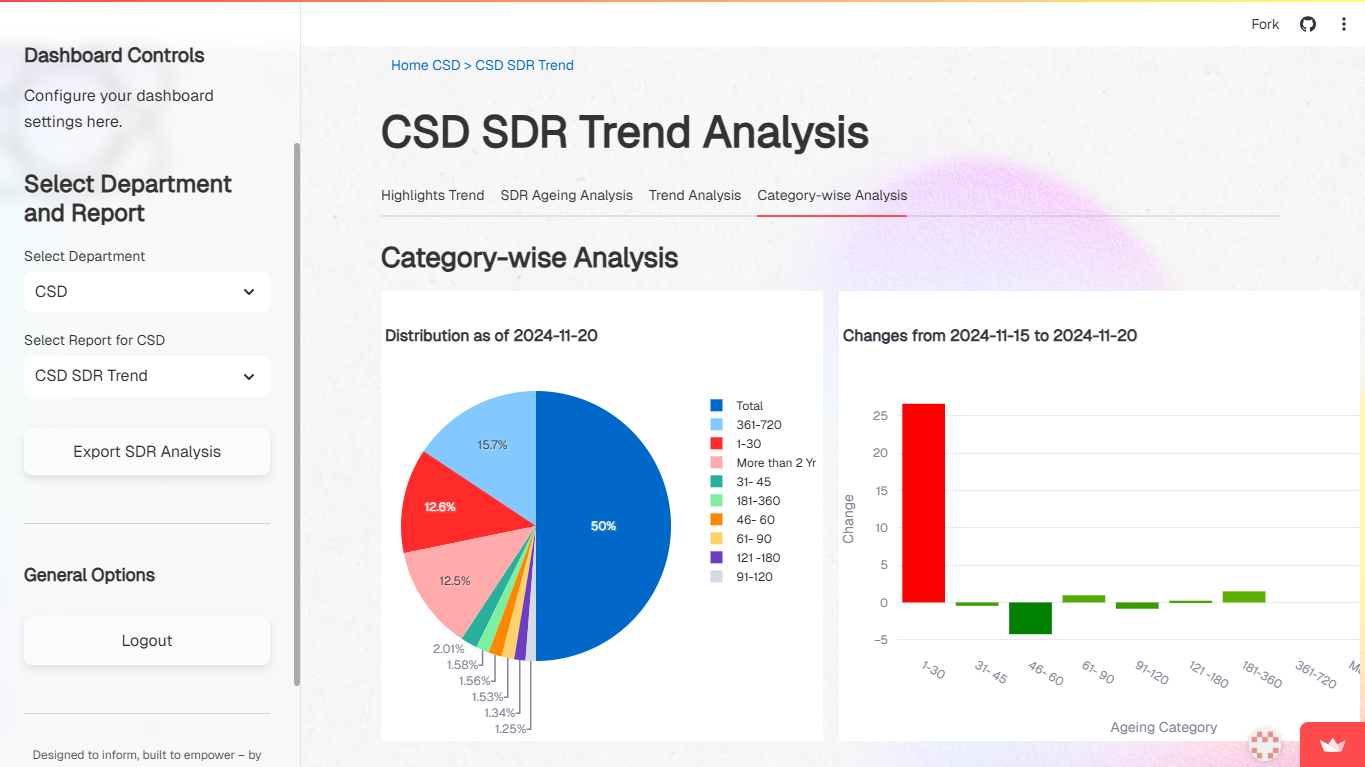 Dashboard Controls
Configure your dashboard
settings here.
Select Department
and Report
Select Department
CSD
Select Report for CSD
CSD SDR Trend
Export SDR Analysis
General Options
Logout
Designed to inform, built to empower – by
Fork
Home CSD > CSD SDR Trend
CSD SDR Trend Analysis
Highlights Trend
SDR Ageing Analysis
Trend Analysis
Category-wise Analysis
Category-wise Analysis
Distribution as of 2024-11-20
15.7%
12.6%
12.5%
50%
2.01%
1.58%
1.56%
1.53%
1.34%
1.25%
Total
361-720
1-30
More than 2 Yr
31- 45
181-360
46- 60
61- 90
121 -180
91-120
Changes from 2024-11-15 to 2024-11-20
Change
25
20
15
10
5
0
−5
1-30
31- 45
46- 60
61- 90
91-120
121 -180
181-360
361-720
Ageing Category